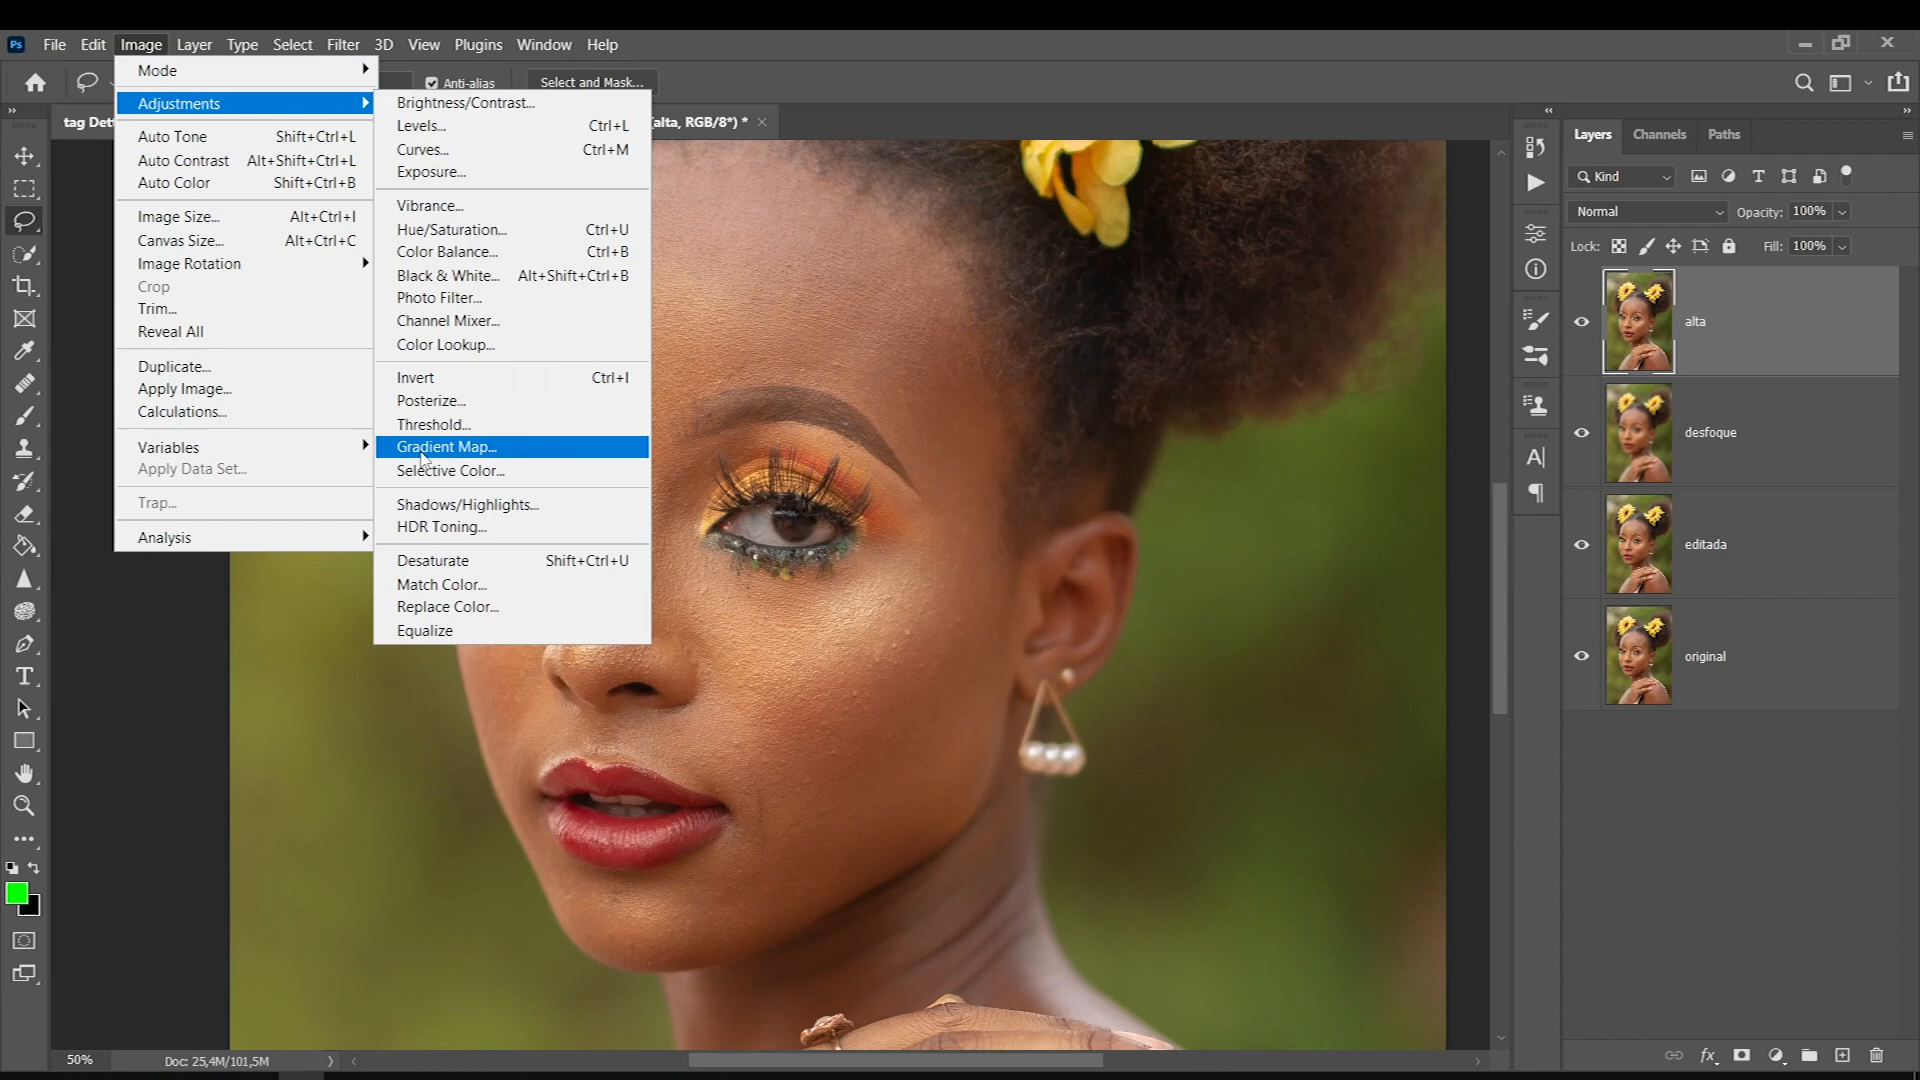 Ps File Edit Image Layer Type Select Filter 3D View Plugins Window Help
Anti-alias Select and Mask...
tag Det (alta, RGB/8*) * ×
Mode
Adjustments
Auto Tone Shift+Ctrl+L
Auto Contrast Alt+Shift+Ctrl+L
Auto Color Shift+Ctrl+B
Image Size... Alt+Ctrl+I
Canvas Size... Alt+Ctrl+C
Image Rotation
Crop
Trim...
Reveal All
Duplicate...
Apply Image...
Calculations...
Variables
Apply Data Set...
Trap...
Analysis
Brightness/Contrast...
Levels... Ctrl+L
Curves... Ctrl+M
Exposure...
Vibrance...
Hue/Saturation... Ctrl+U
Color Balance... Ctrl+B
Black & White... Alt+Shift+Ctrl+B
Photo Filter...
Channel Mixer...
Color Lookup...
Invert Ctrl+I
Posterize...
Threshold...
Gradient Map...
Selective Color...
Shadows/Highlights...
HDR Toning...
Desaturate Shift+Ctrl+U
Match Color...
Replace Color...
Equalize
Layers Channels Paths
Kind
Normal Opacity: 100%
Lock: Fill: 100%
alta
desfoque
editada
original
50% Doc: 25,4M/101,5M